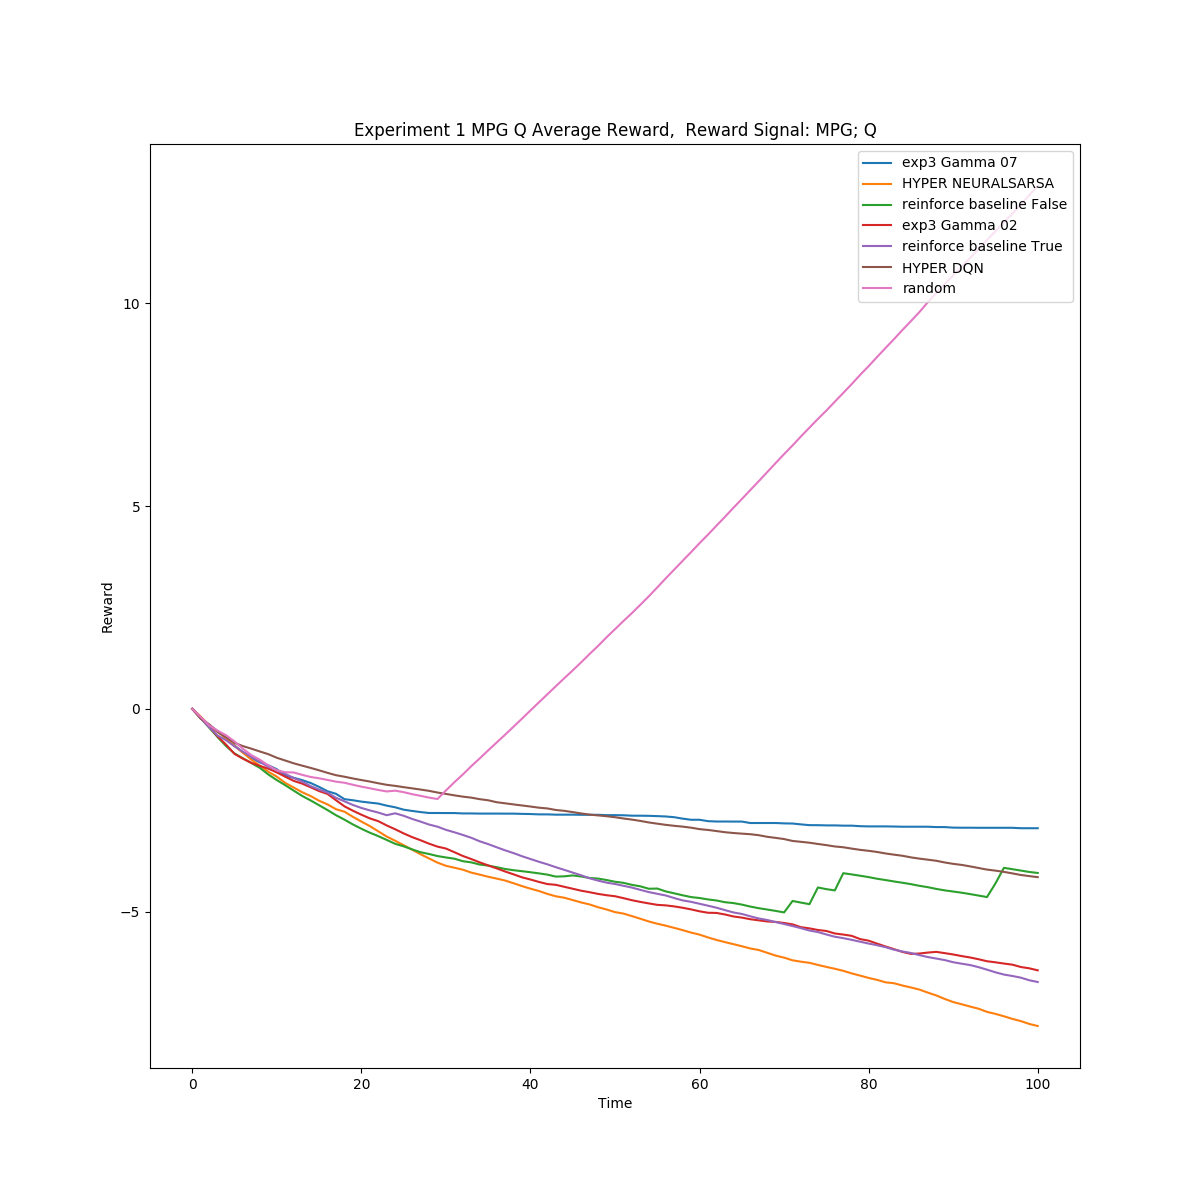 Experiment 1 MPG Q Average Reward,  Reward Signal: MPG; Q
exp3 Gamma 07
HYPER NEURALSARSA
reinforce baseline False
exp3 Gamma 02
reinforce baseline True
HYPER DQN
random
10
5
0
−5
Reward
0 20 40 60 80 100
Time